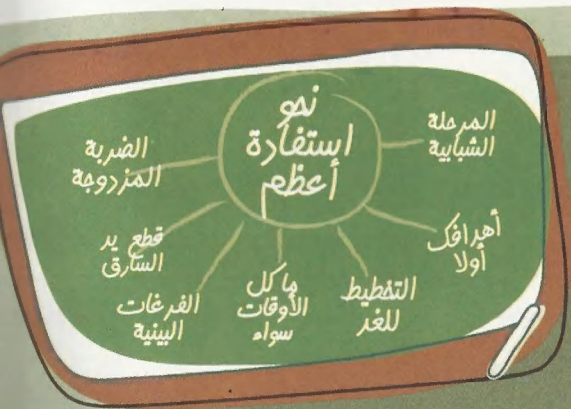 نحو
استفادة
أعظم
المرحلة
الشبابية
أهدافك
أولا
التخطيط
للغد
ما كل
الأوقات
سواء
الفرغات
البينية
قطع يد
السارق
الضربة
المزدوجة